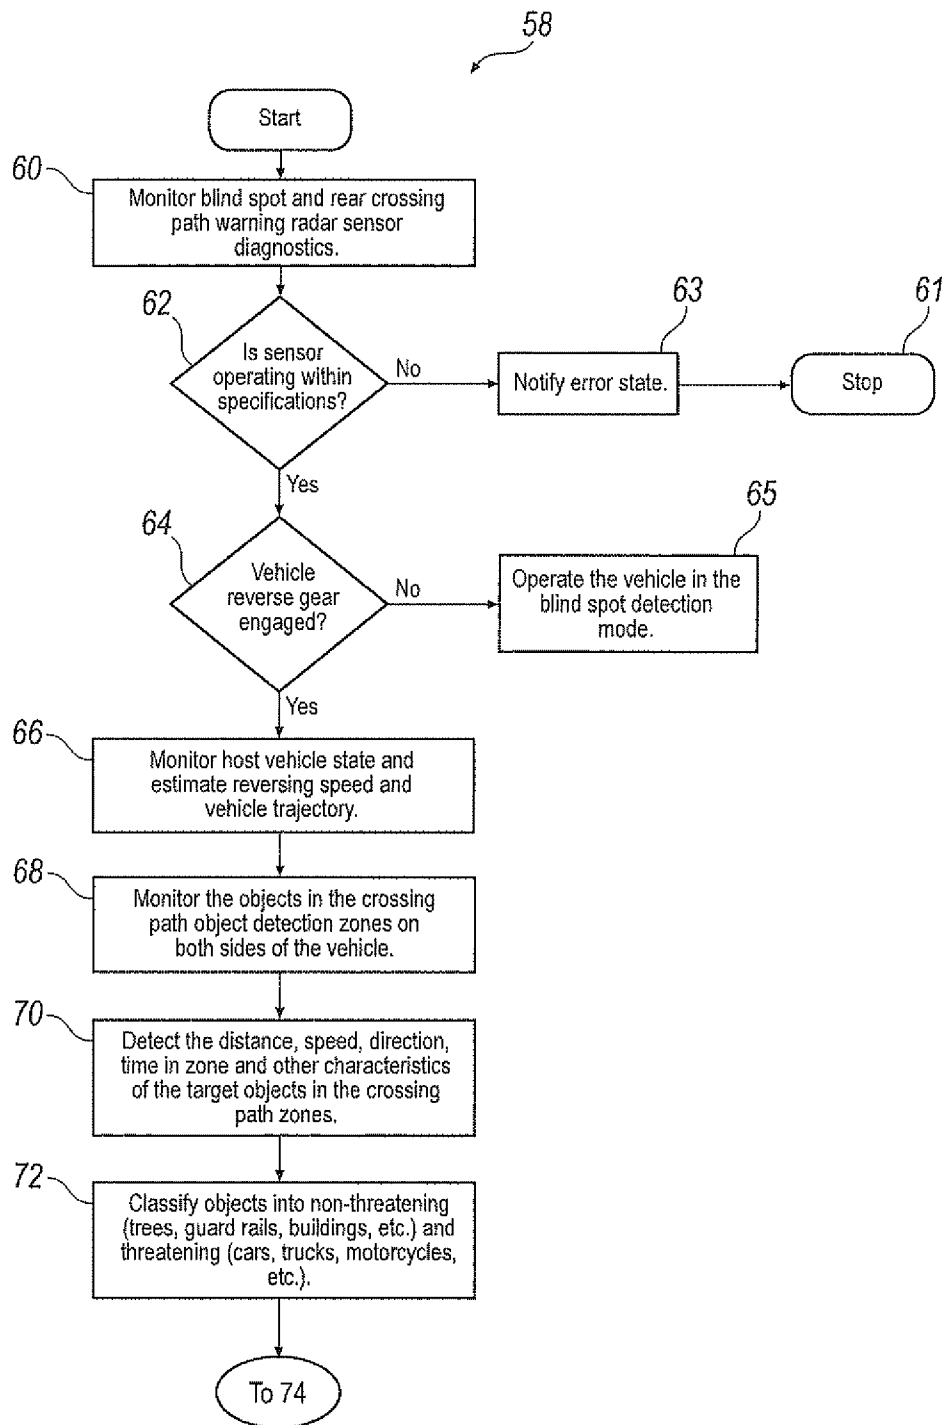 58
Start
60
Monitor blind spot and rear crossing
path warning radar sensor
diagnostics.
62
Is sensor
operating within
specifications?
No
63
Notify error state.
61
Stop
Yes
64
Vehicle
reverse gear
engaged?
No
65
Operate the vehicle in the
blind spot detection
mode.
Yes
66
Monitor host vehicle state and
estimate reversing speed and
vehicle trajectory.
68
Monitor the objects in the crossing
path object detection zones on
both sides of the vehicle.
70
Detect the distance, speed, direction,
time in zone and other characteristics
of the target objects in the crossing
path zones.
72
Classify objects into non-threatening
(trees, guard rails, buildings, etc.) and
threatening (cars, trucks, motorcycles,
etc.).
To 74